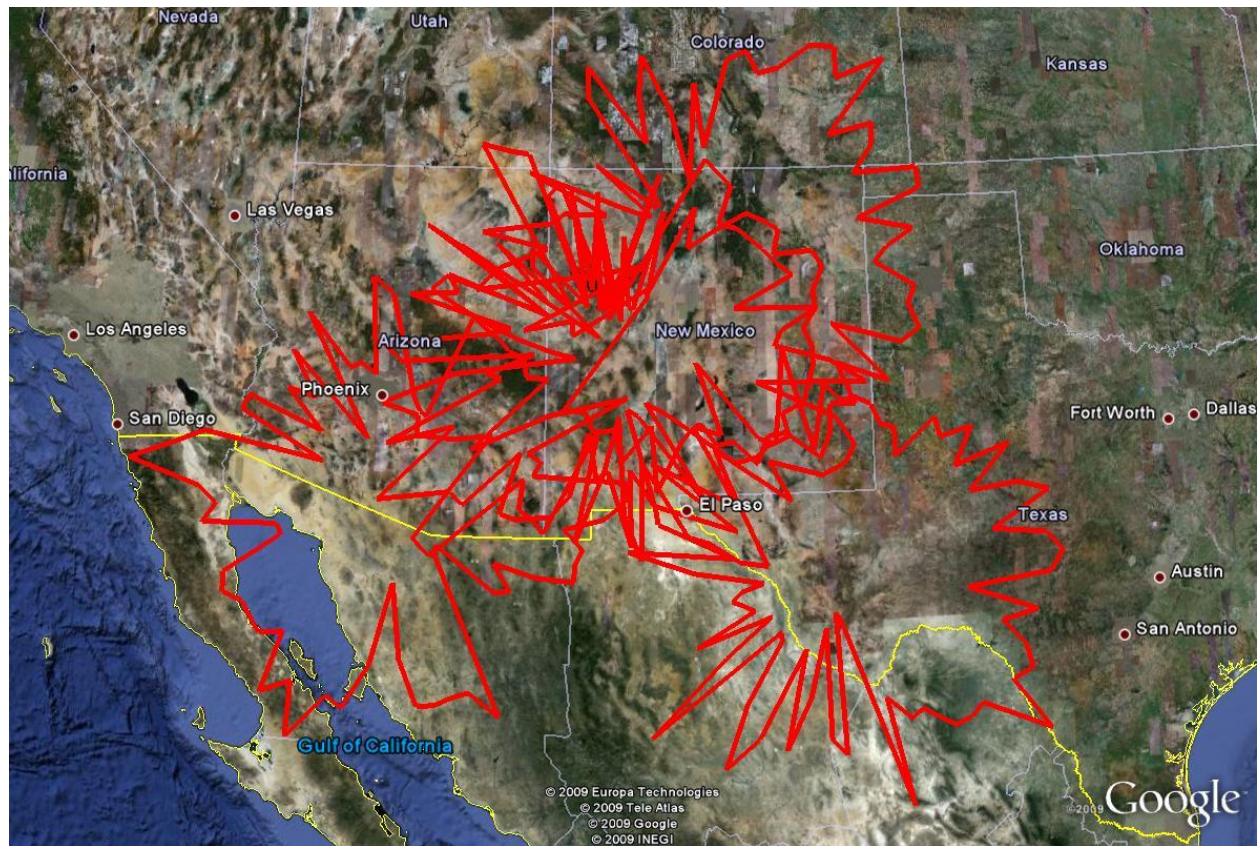 Nevada
Utah
Colorado
Kansas
lifornia
Las Vegas
Oklahoma
Los Angeles
Arizona
New Mexico
Phoenix
San Diego
Fort Worth
Dallas
El Paso
Texas
Austin
San Antonio
Gulf of California
© 2009 Europa Technologies
© 2009 Tele Atlas
© 2009 Google
© 2009 INEGI
©2009 Google